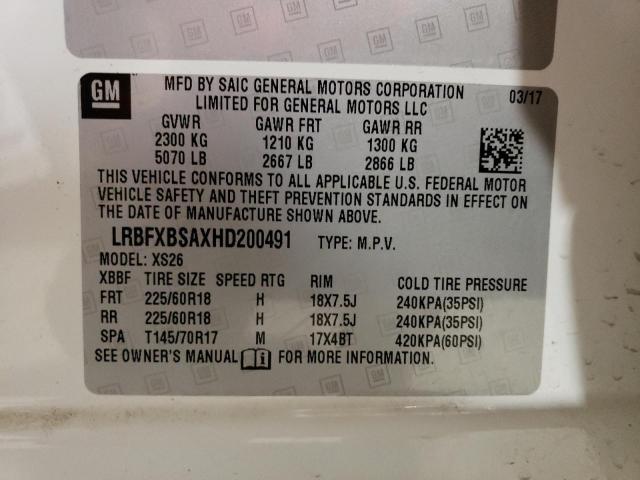 GM
MFD BY SAIC GENERAL MOTORS CORPORATION
LIMITED FOR GENERAL MOTORS LLC
03/17
GVWR GAWR FRT GAWR RR
2300 KG 1210 KG 1300 KG
5070 LB 2667 LB 2866 LB
THIS VEHICLE CONFORMS TO ALL APPLICABLE U.S. FEDERAL MOTOR
VEHICLE SAFETY AND THEFT PREVENTION STANDARDS IN EFFECT ON
THE DATE OF MANUFACTURE SHOWN ABOVE.
LRBFXBSAXHD200491 TYPE: M.P.V.
MODEL: XS26
XBBF TIRE SIZE SPEED RTG RIM COLD TIRE PRESSURE
FRT 225/60R18 H 18X7.5J 240KPA(35PSI)
RR 225/60R18 H 18X7.5J 240KPA(35PSI)
SPA T145/70R17 M 17X4BT 420KPA(60PSI)
SEE OWNER'S MANUAL FOR MORE INFORMATION.